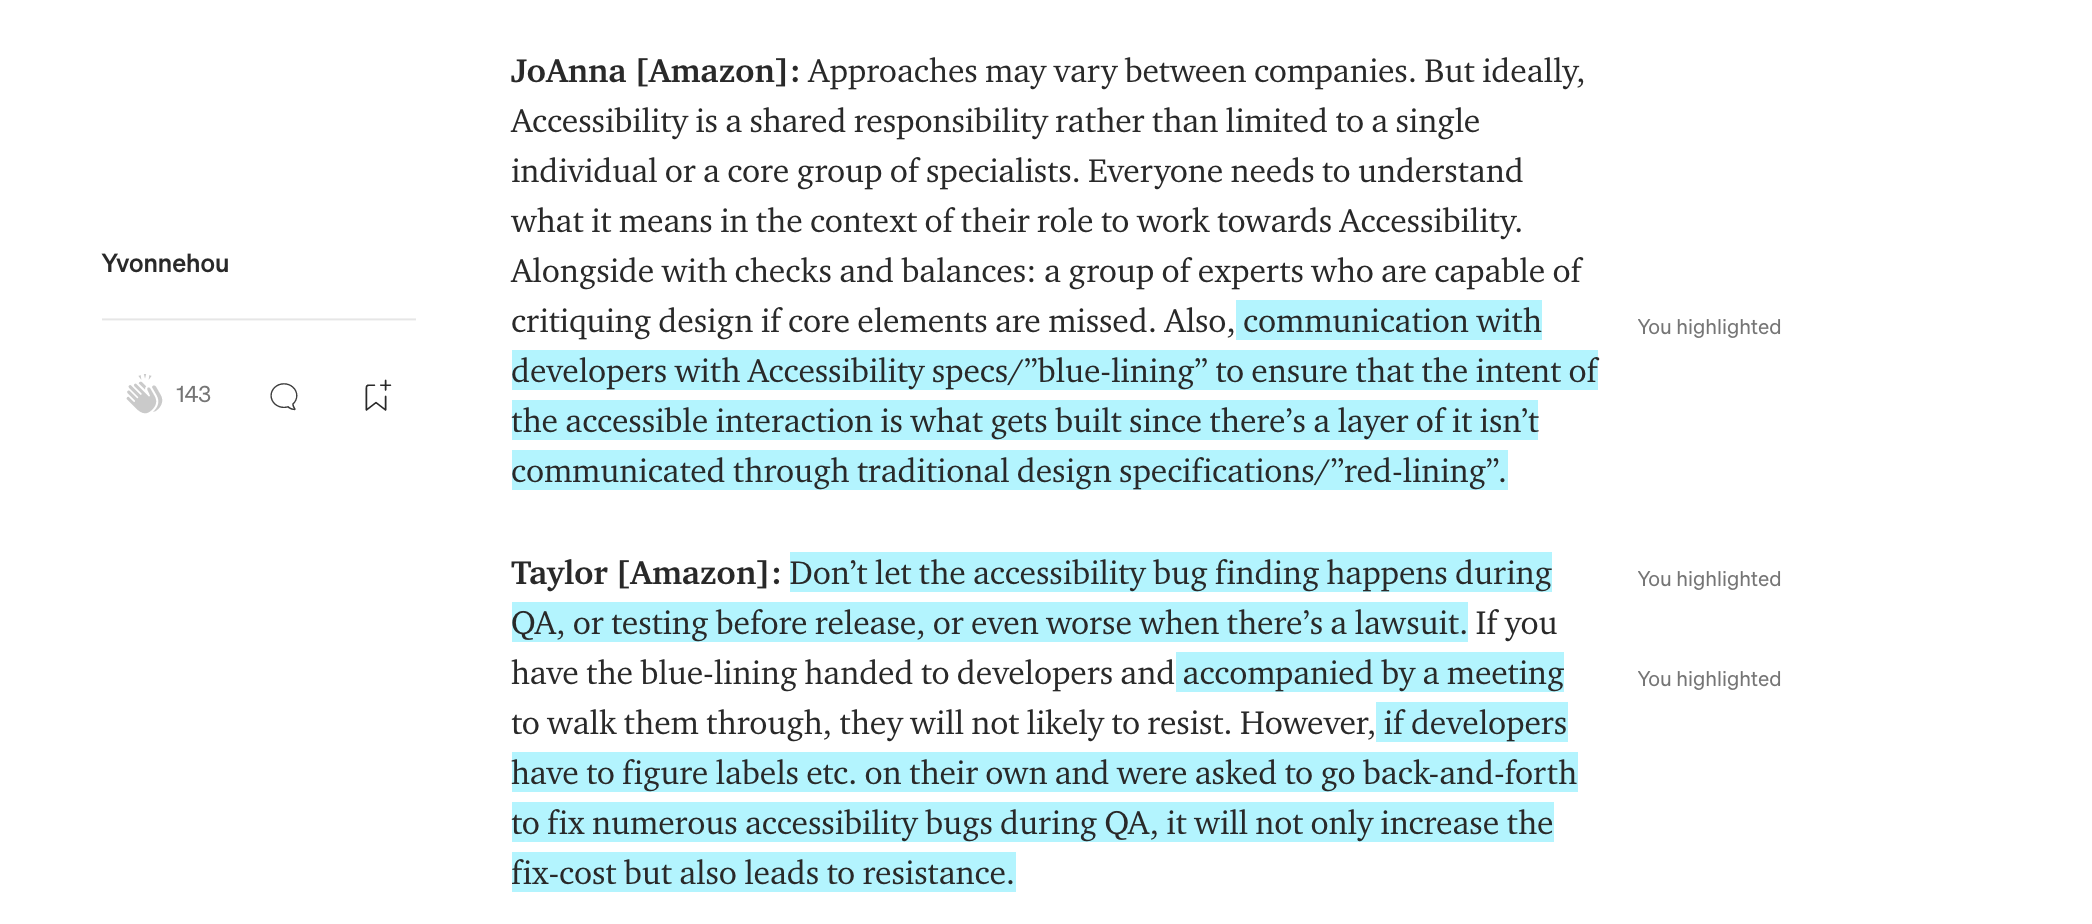 JoAnna [Amazon]: Approaches may vary between companies. But ideally,
Accessibility is a shared responsibility rather than limited to a single
individual or a core group of specialists. Everyone needs to understand
what it means in the context of their role to work towards Accessibility.
Alongside with checks and balances: a group of experts who are capable of
critiquing design if core elements are missed. Also, communication with
developers with Accessibility specs/”blue-lining” to ensure that the intent of
the accessible interaction is what gets built since there’s a layer of it isn’t
communicated through traditional design specifications/”red-lining”.
Taylor [Amazon]: Don’t let the accessibility bug finding happens during
QA, or testing before release, or even worse when there’s a lawsuit. If you
have the blue-lining handed to developers and accompanied by a meeting
to walk them through, they will not likely to resist. However, if developers
have to figure labels etc. on their own and were asked to go back-and-forth
to fix numerous accessibility bugs during QA, it will not only increase the
fix-cost but also leads to resistance.
Yvonnehou
143
You highlighted
You highlighted
You highlighted